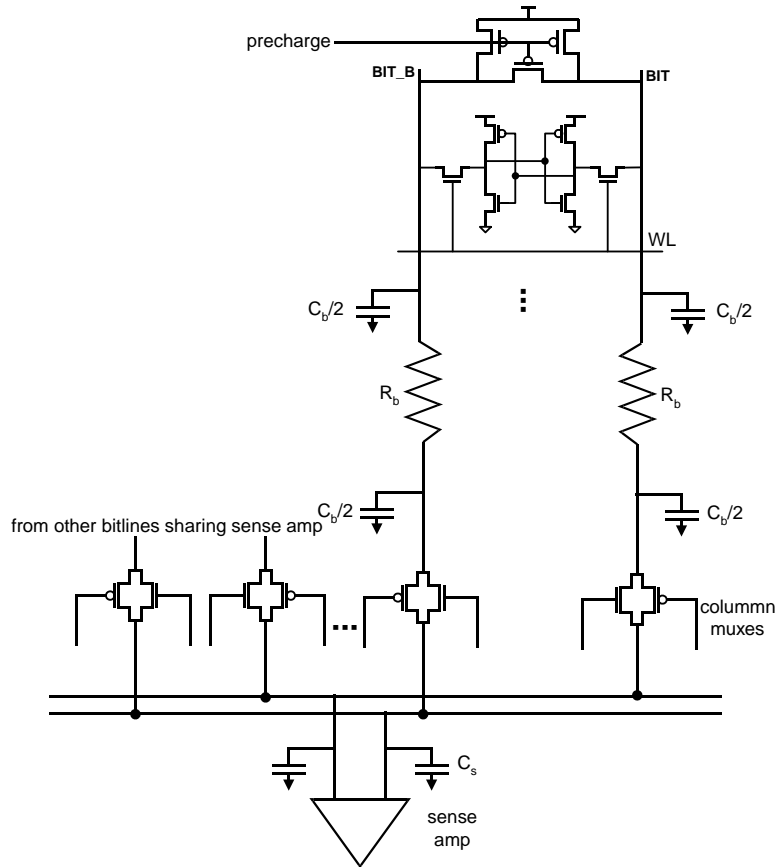 precharge
BIT_B
BIT
WL
C_b/2
C_b/2
R_b
R_b
C_b/2
C_b/2
from other bitlines sharing sense amp
colummn
muxes
C_s
sense
amp